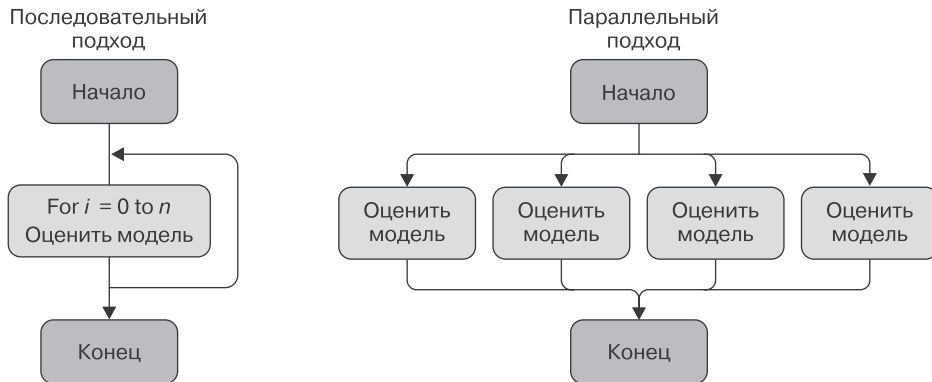 Последовательный
подход
Начало
For i = 0 to n
Оценить модель
Конец
Параллельный
подход
Начало
Оценить
модель
Оценить
модель
Оценить
модель
Оценить
модель
Конец